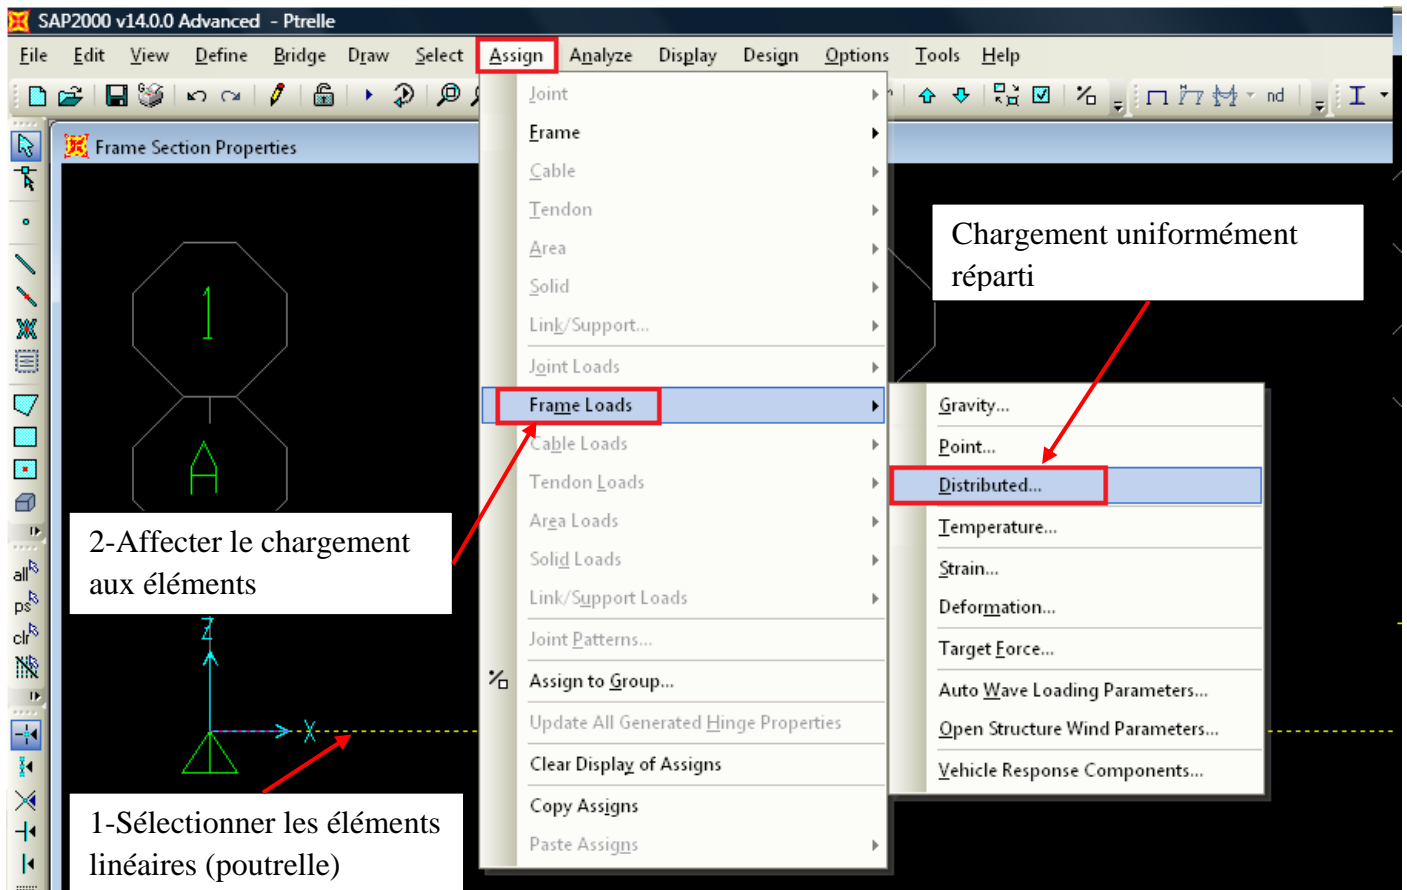 SAP2000 v14.0.0 Advanced - Ptrelle
File Edit View Define Bridge Draw Select Assign Analyze Display Design Options Tools Help
nd
Frame Section Properties
Joint
Frame
Cable
Tendon
Area
Solid
Link/Support...
Joint Loads
Frame Loads
Cable Loads
Tendon Loads
Area Loads
Solid Loads
Link/Support Loads
Joint Patterns...
Assign to Group...
Update All Generated Hinge Properties
Clear Display of Assigns
Copy Assigns
Paste Assigns
Chargement uniformément
réparti
Gravity...
Point...
Distributed...
Temperature...
Strain...
Deformation...
Target Force...
Auto Wave Loading Parameters...
Open Structure Wind Parameters...
Vehicle Response Components...
1
A
2-Affecter le chargement
aux éléments
all
ps
clr
Z
X
1-Sélectionner les éléments
linéaires (poutrelle)